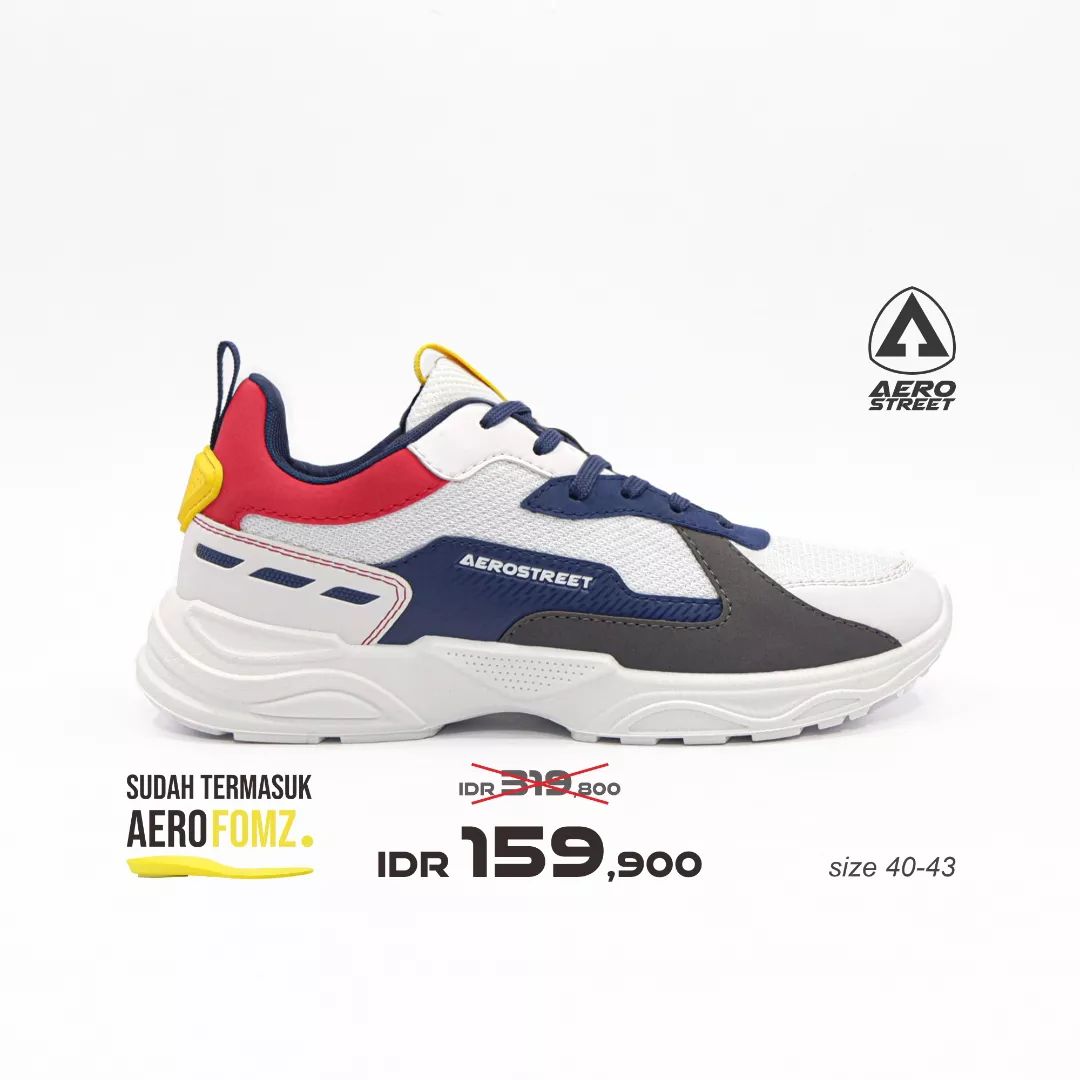 AERO
STREET
AEROSTREET
SUDAH TERMASUK
AEROFOMZ.
IDR 319,800
IDR 159,900
size 40-43